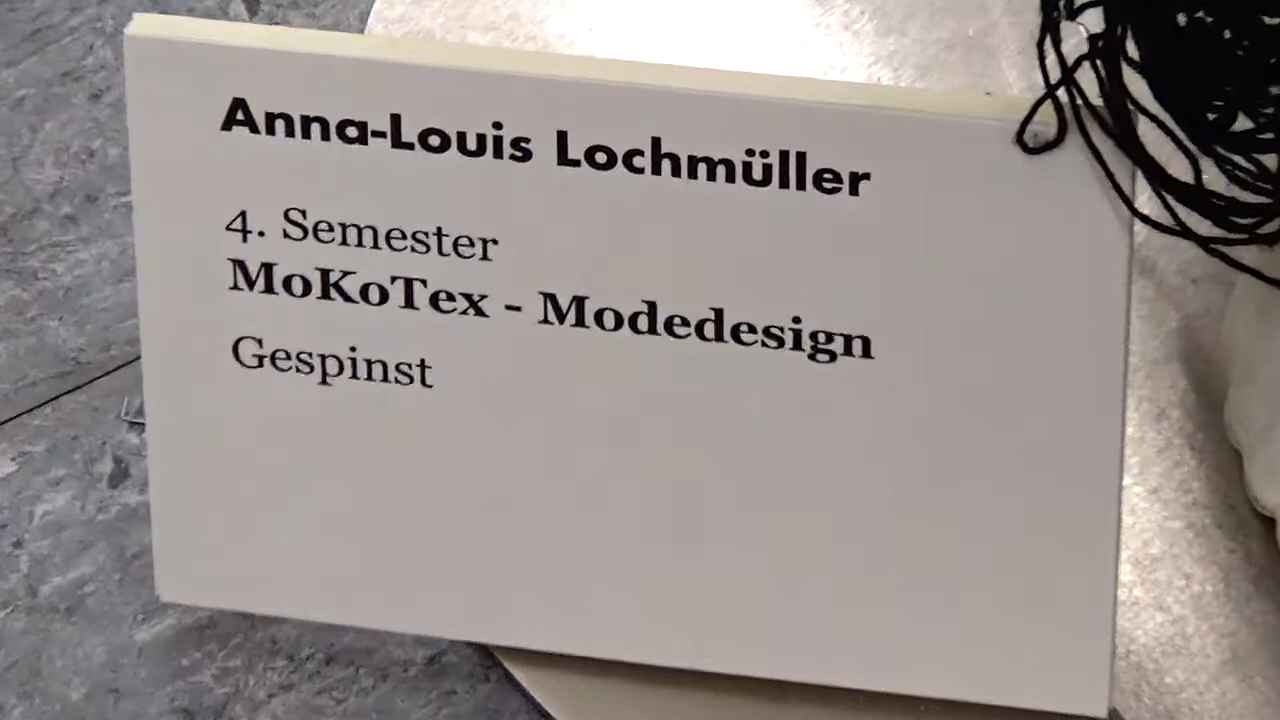 Anna-Louis Lochmüller
4. Semester
MoKoTex - Modedesign
Gespinst